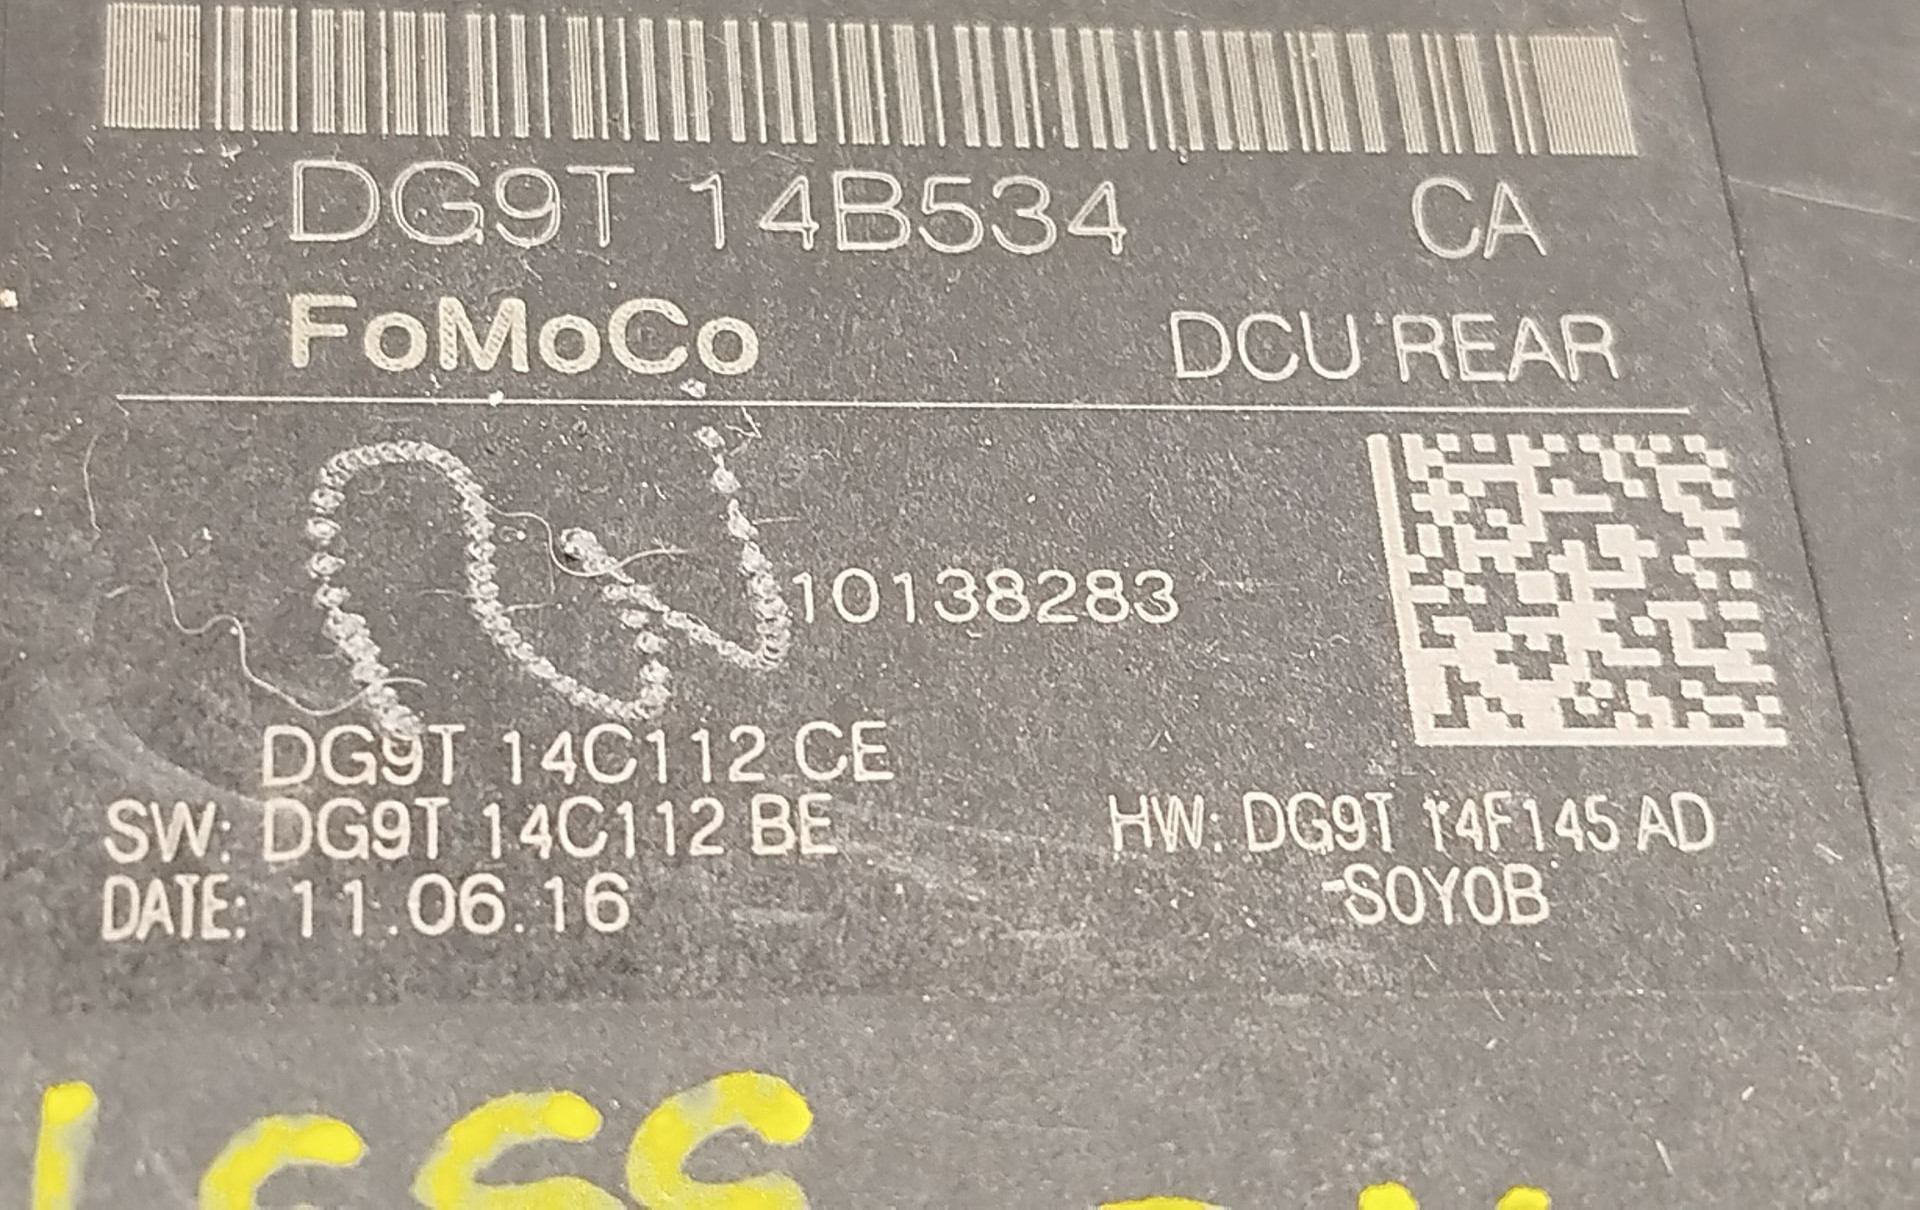 DG9T 14B534 CA
FoMoCo DCU REAR
10138283
DG9T 14C112 CE
SW: DG9T 14C112 BE
DATE: 11.06.16
HW: DG9T 14F145 AD
-S0Y0B